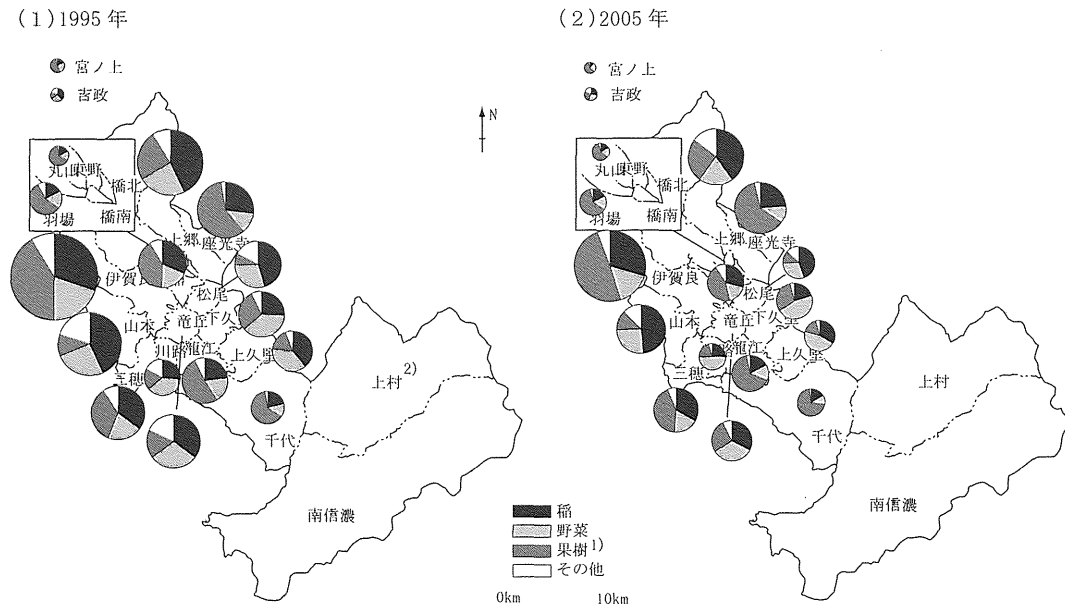 (1)1995年
宮ノ上
吉政
N
丸山
東野
橋北
羽場
橋南
上郷
座光寺
伊賀良
松尾
山本
竜丘
下久
川路
龍江
上久堅
三穂
上村2)
千代
南信濃
(2)2005年
宮ノ上
吉政
丸山
東野
橋北
羽場
橋南
上郷
座光寺
伊賀良
松尾
山本
竜丘
下久
龍江
上久堅
三穂
上村
千代
南信濃
稲
野菜
果樹1)
その他
0km 10km